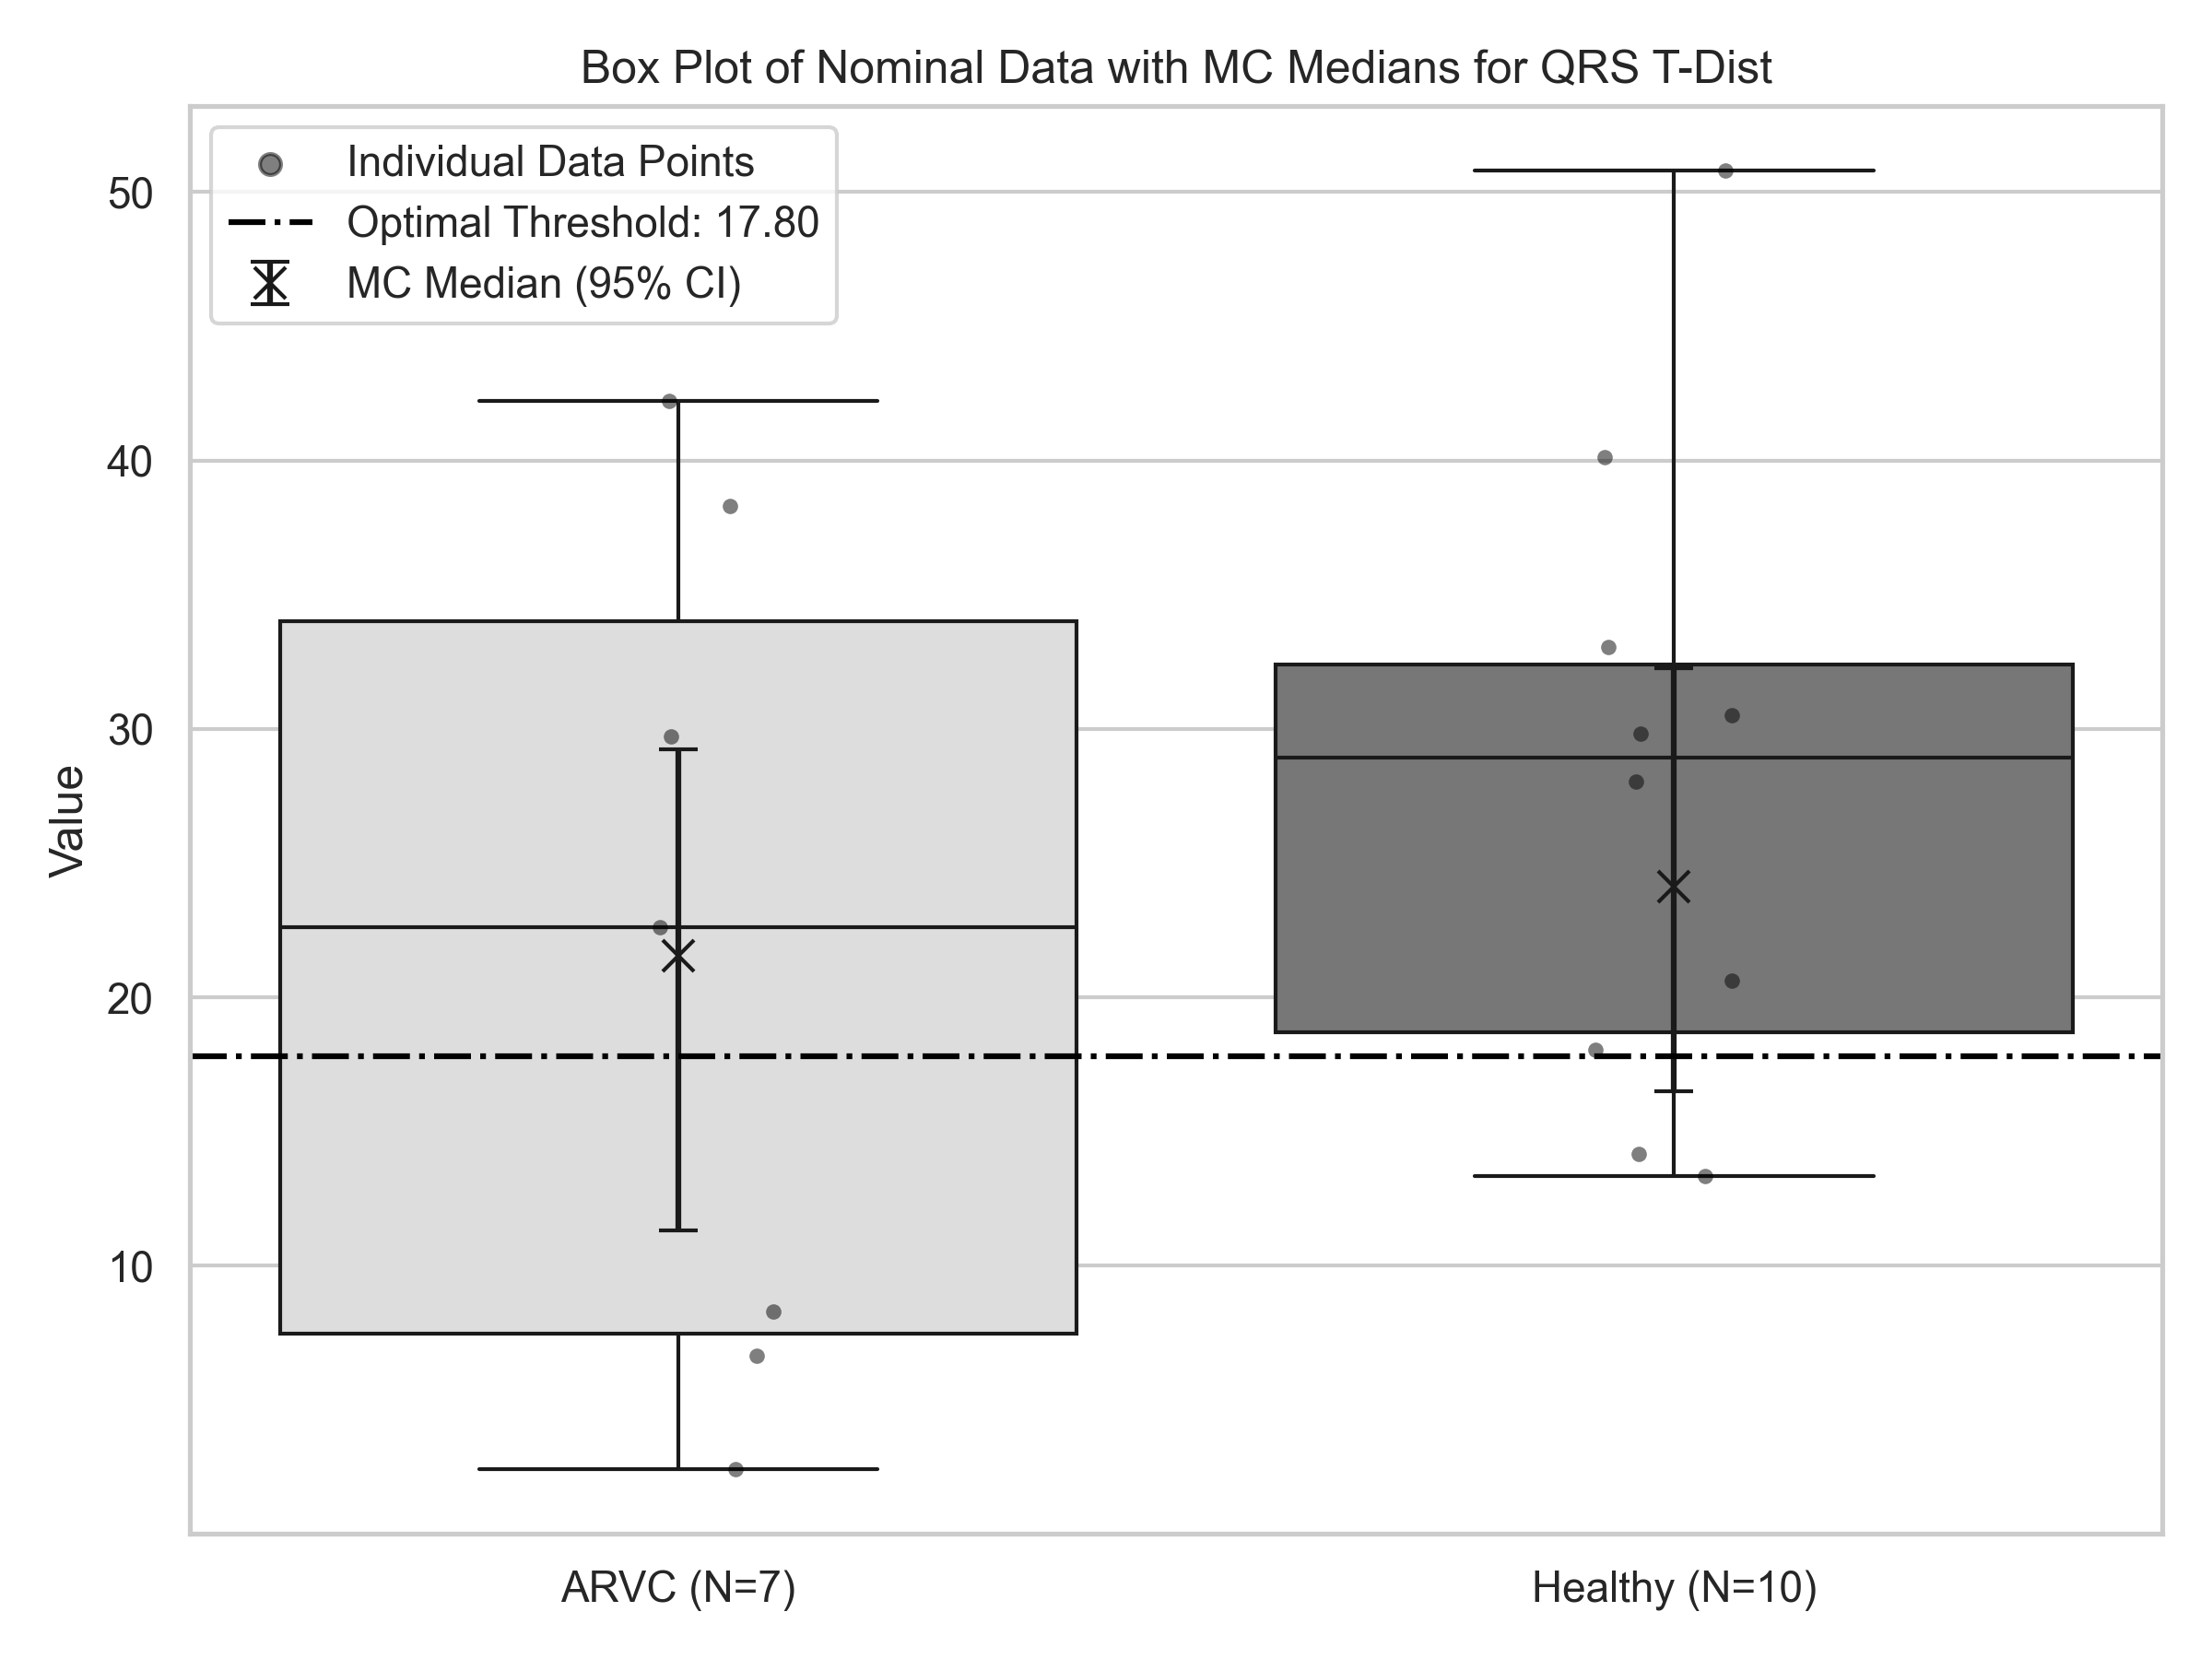 Box Plot of Nominal Data with MC Medians for QRS T-Dist
Individual Data Points
Optimal Threshold: 17.80
MC Median (95% CI)
50
40
30
20
10
Value
ARVC (N=7)
Healthy (N=10)